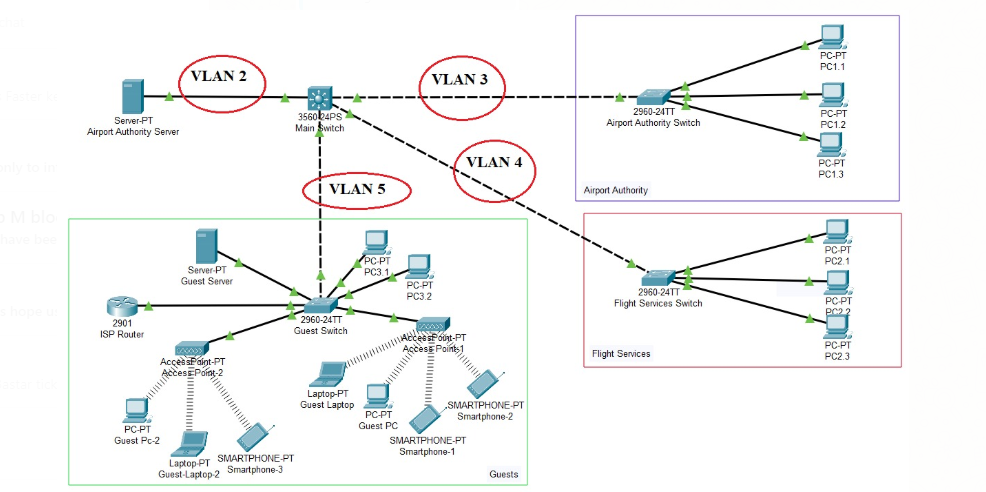 VLAN 2
VLAN 3
Server-PT
Airport Authority Server
3560-24PS
Main Switch
2960-24TT
Airport Authority Switch
PC-PT
PC1.1
PC-PT
PC1.2
PC-PT
PC1.3
Airport Authority
VLAN 4
VLAN 5
Server-PT
Guest Server
PC-PT
PC3.1
PC-PT
PC3.2
2901
ISP Router
2960-24TT
Guest Switch
AccessPoint-PT
Access Point-1
AccessPoint-PT
Access Point-2
Laptop-PT
Guest Laptop
PC-PT
Guest PC
SMARTPHONE-PT
Smartphone-2
SMARTPHONE-PT
Smartphone-1
PC-PT
Guest Pc-2
Laptop-PT
Guest-Laptop-2
SMARTPHONE-PT
Smartphone-3
Guests
2960-24TT
Flight Services Switch
PC-PT
PC2.1
PC-PT
PC2.2
PC-PT
PC2.3
Flight Services